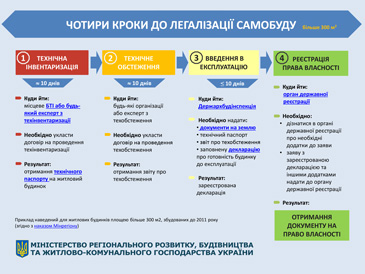 ЧОТИРИ КРОКИ ДО ЛЕГАЛІЗАЦІЇ САМОБУДУ більше 300 м²
1 ТЕХНІЧНА
ІНВЕНТАРИЗАЦІЯ
≈ 10 днів
Куди йти:
місцеве БТІ або будь-
який експерт з
техінвентаризації
Необхідно укласти
договір на проведення
техінвентаризації
Результат:
отримання технічного
паспорту на житловий
будинок
2 ТЕХНІЧНЕ
ОБСТЕЖЕННЯ
≈ 10 днів
Куди йти:
будь-які організації
або експерт з
техобстеження
Необхідно укласти
договір на проведення
техобстеження
Результат:
отримання звіту про
техобстеження
3 ВВЕДЕННЯ В
ЕКСПЛУАТАЦІЮ
≤ 10 днів
Куди йти:
Держархбудінспекція
Необхідно надати:
• документи на землю
• технічний паспорт
• звіт про техобстеження
• заповнену декларацію
про готовність будинку
до експлуатації
Результат:
зареєстрована
декларація
4 РЕЄСТРАЦІЯ
ПРАВА ВЛАСНОСТІ
Куди йти:
орган державної
реєстрації
Необхідно:
• дізнатися в органі
державної реєстрації
про необхідні
додатки до заяви
• заяву з
зареєстрованою
декларацією та
іншими додатками
надати до органу
державної реєстрації
Результат:
ОТРИМАННЯ
ДОКУМЕНТУ НА
ПРАВО ВЛАСНОСТІ
Приклад наведений для житлових будинків площею більше 300 м2, збудованих до 2011 року
(згідно з наказом Мінрегіону)
МІНІСТЕРСТВО РЕГІОНАЛЬНОГО РОЗВИТКУ, БУДІВНИЦТВА
ТА ЖИТЛОВО-КОМУНАЛЬНОГО ГОСПОДАРСТВА УКРАЇНИ